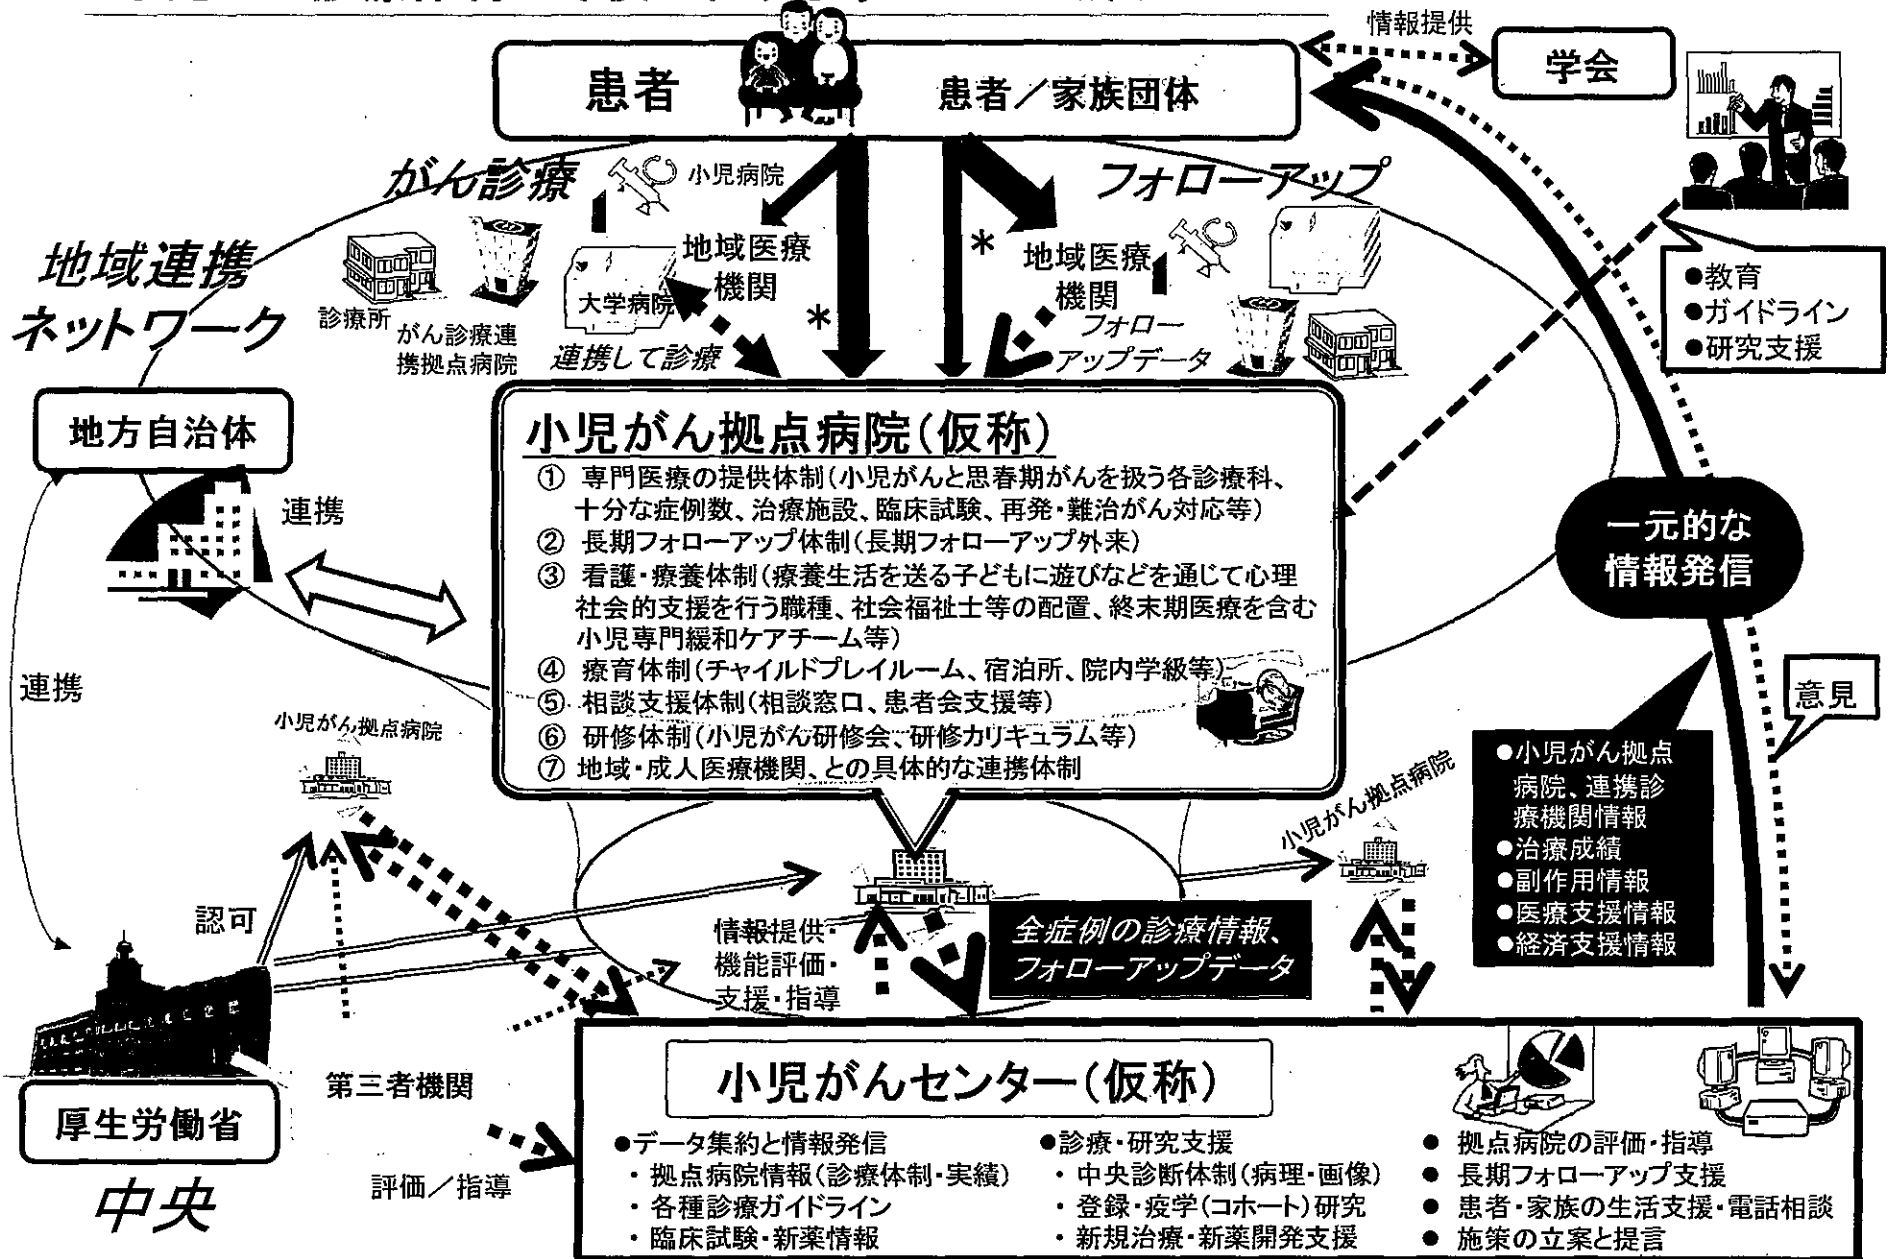 情報提供
学会
患者
患者／家族団体
がん診療
小児病院
フォローアップ
地域連携
ネットワーク
診療所
がん診療連
携拠点病院
大学病院
地域医療
機関
連携して診療
*
*
地域医療
機関
フォロー
アップデータ
●教育
●ガイドライン
●研究支援
地方自治体
連携
連携
小児がん拠点病院(仮称)
① 専門医療の提供体制(小児がんと思春期がんを扱う各診療科、
十分な症例数、治療施設、臨床試験、再発・難治がん対応等)
② 長期フォローアップ体制(長期フォローアップ外来)
③ 看護・療養体制(療養生活を送る子どもに遊びなどを通じて心理
社会的支援を行う職種、社会福祉士等の配置、終末期医療を含む
小児専門緩和ケアチーム等)
④ 療育体制(チャイルドプレイルーム、宿泊所、院内学級等)
⑤ 相談支援体制(相談窓口、患者会支援等)
⑥ 研修体制(小児がん研修会、研修カリキュラム等)
⑦ 地域・成人医療機関、との具体的な連携体制
一元的な
情報発信
意見
●小児がん拠点
病院、連携診
療機関情報
●治療成績
●副作用情報
●医療支援情報
●経済支援情報
小児がん拠点病院
小児がん拠点病院
認可
情報提供・
機能評価・
支援・指導
全症例の診療情報、
フォローアップデータ
厚生労働省
中央
第三者機関
評価／指導
小児がんセンター(仮称)
●データ集約と情報発信
・拠点病院情報(診療体制・実績)
・各種診療ガイドライン
・臨床試験・新薬情報
●診療・研究支援
・中央診断体制(病理・画像)
・登録・疫学(コホート)研究
・新規治療・新薬開発支援
● 拠点病院の評価・指導
● 長期フォローアップ支援
● 患者・家族の生活支援・電話相談
● 施策の立案と提言